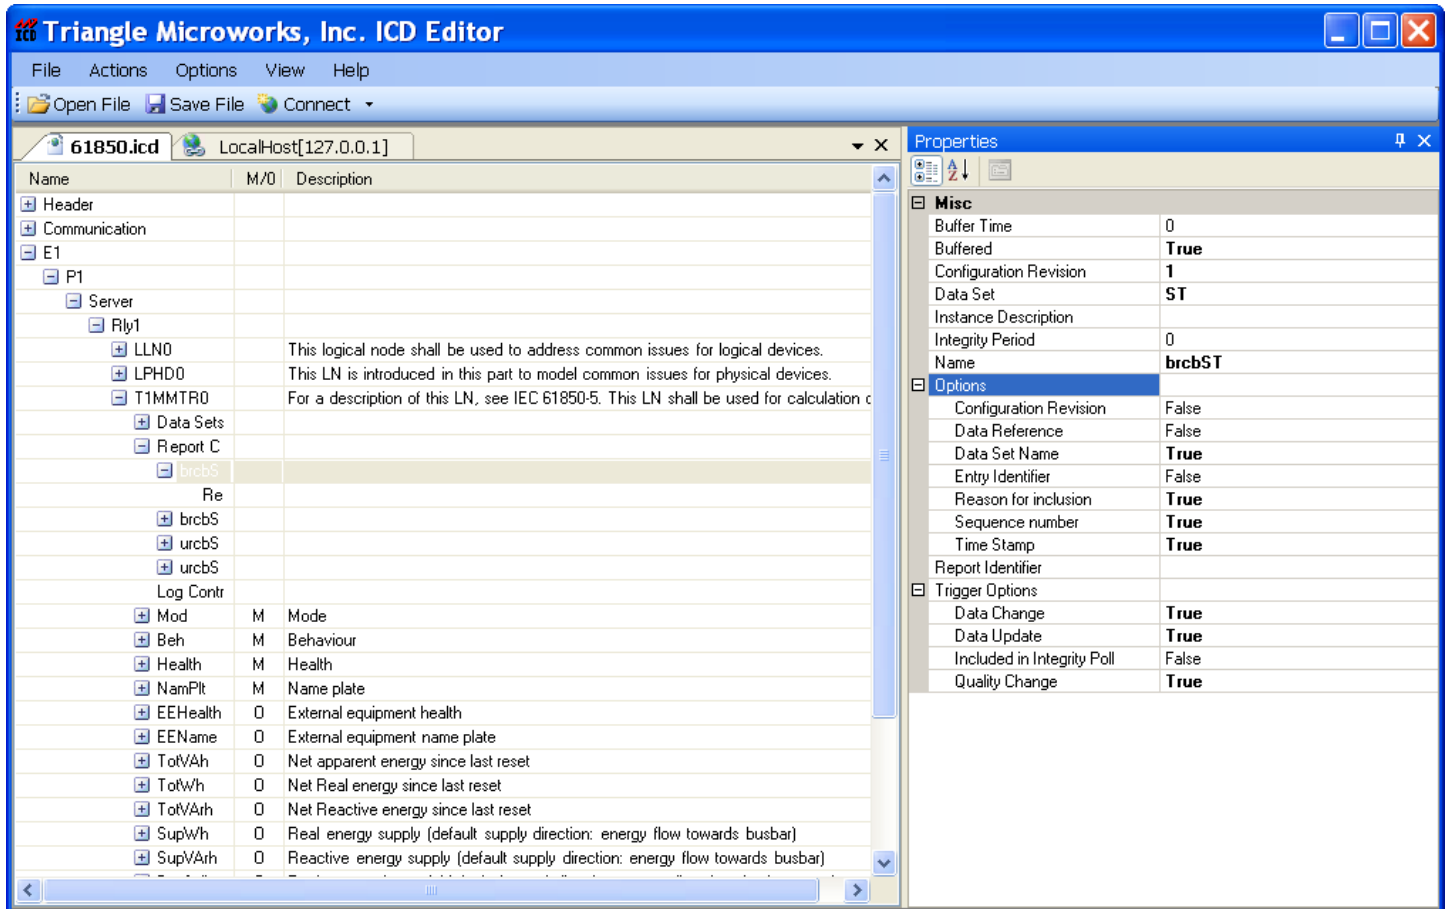 Triangle Microworks, Inc. ICD Editor
File Actions Options View Help
Open File Save File Connect
61850.icd LocalHost[127.0.0.1]
Name M/O Description
Header
Communication
E1
P1
Server
Rly1
LLN0 This logical node shall be used to address common issues for logical devices.
LPHD0 This LN is introduced in this part to model common issues for physical devices.
T1MMTR0 For a description of this LN, see IEC 61850-5. This LN shall be used for calculation
Data Sets
Report C
brcbS
Re
brcbS
urcbS
urcbS
Log Contr
Mod M Mode
Beh M Behaviour
Health M Health
NamPlt M Name plate
EEHealth O External equipment health
EEName O External equipment name plate
TotVAh O Net apparent energy since last reset
TotWh O Net Real energy since last reset
TotVArh O Net Reactive energy since last reset
SupWh O Real energy supply (default supply direction: energy flow towards busbar)
SupVArh O Reactive energy supply (default supply direction: energy flow towards busbar)
Properties
Misc
Buffer Time 0
Buffered True
Configuration Revision 1
Data Set ST
Instance Description
Integrity Period 0
Name brcbST
Options
Configuration Revision False
Data Reference False
Data Set Name True
Entry Identifier False
Reason for inclusion True
Sequence number True
Time Stamp True
Report Identifier
Trigger Options
Data Change True
Data Update True
Included in Integrity Poll False
Quality Change True